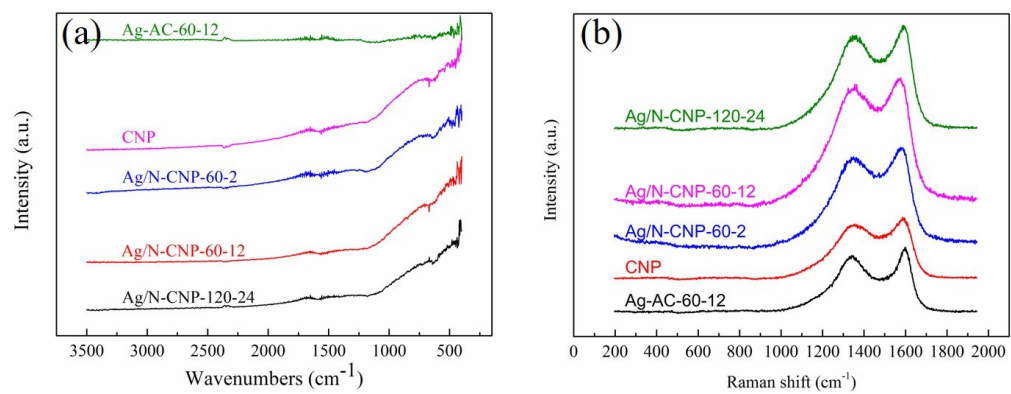 (a)
Ag-AC-60-12
CNP
Ag/N-CNP-60-2
Ag/N-CNP-60-12
Ag/N-CNP-120-24
Intensity (a.u.)
3500 3000 2500 2000 1500 1000 500
Wavenumbers (cm-1)
(b)
Ag/N-CNP-120-24
Ag/N-CNP-60-12
Ag/N-CNP-60-2
CNP
Ag-AC-60-12
Intensity (a.u.)
0 200 400 600 800 1000 1200 1400 1600 1800 2000
Raman shift (cm-1)